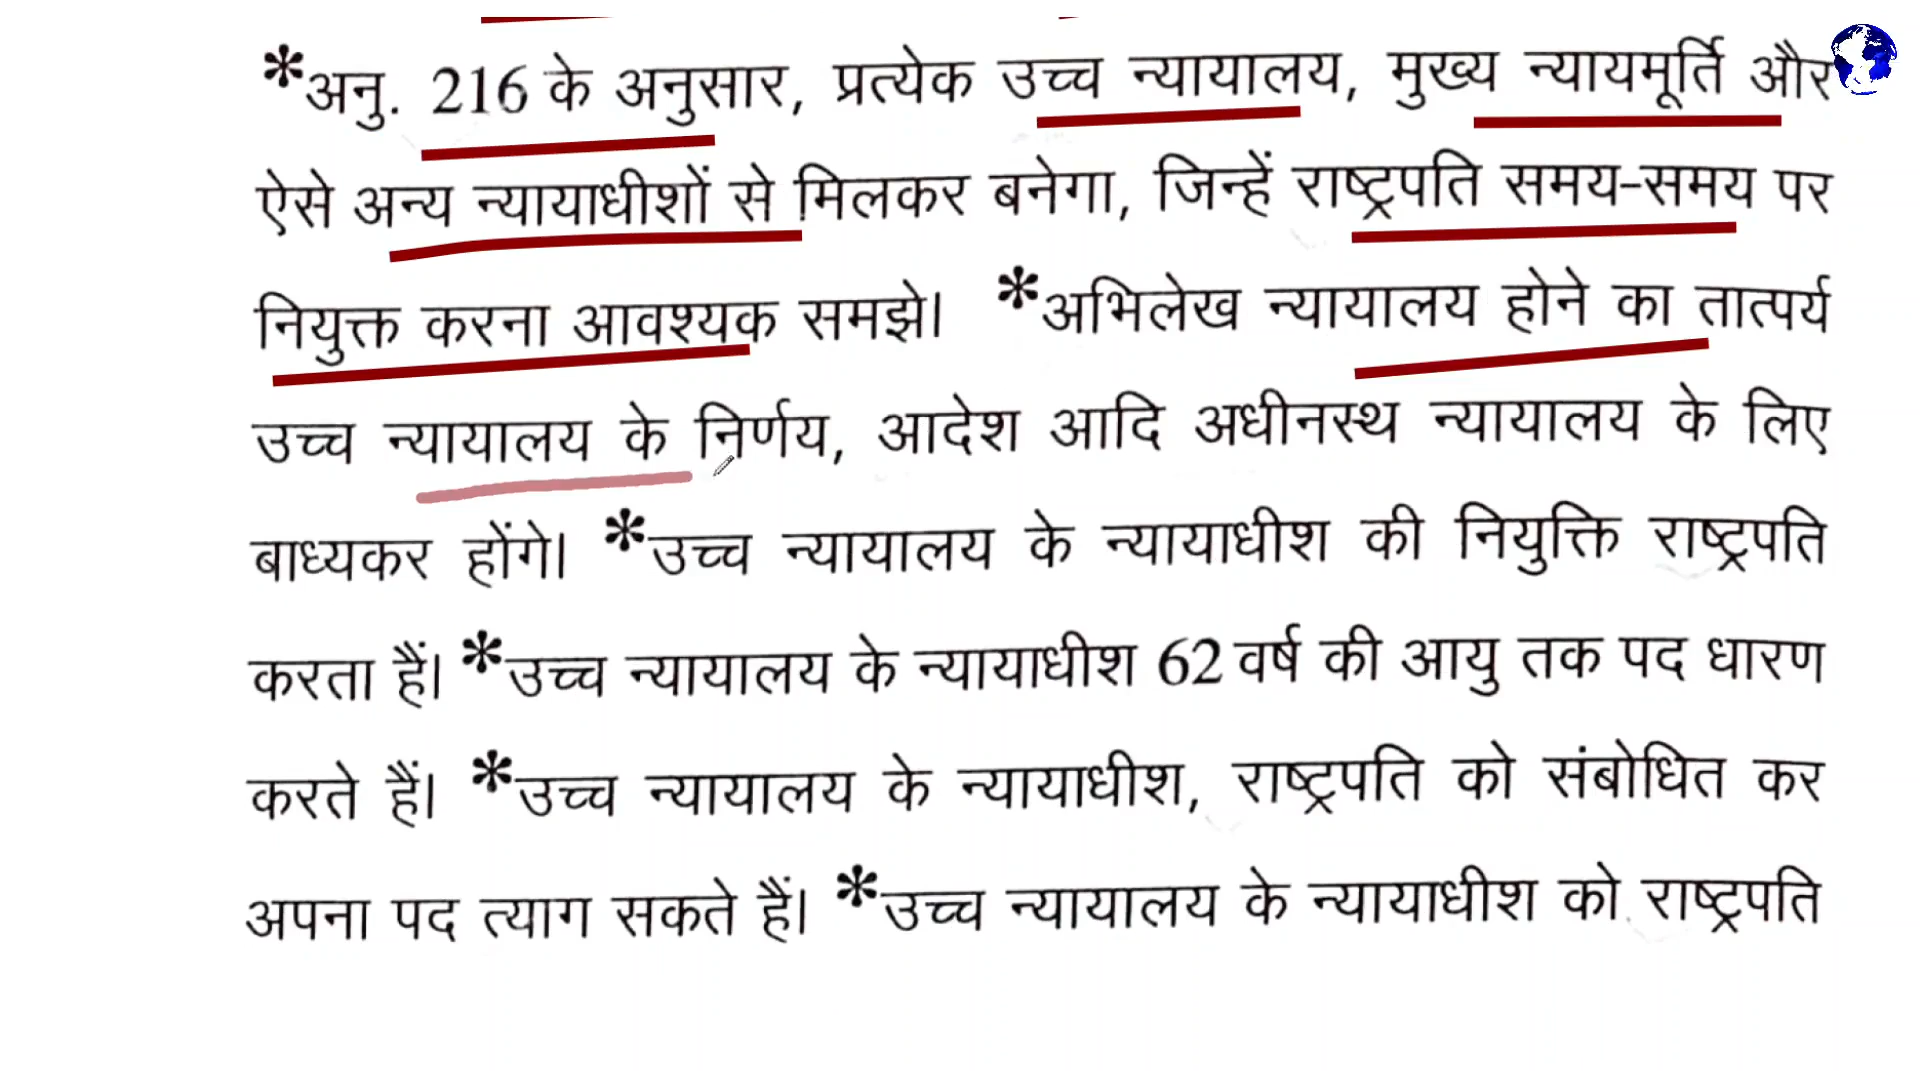 *अनु. 216 के अनुसार, प्रत्येक उच्च न्यायालय, मुख्य न्यायमूर्ति और
ऐसे अन्य न्यायाधीशों से मिलकर बनेगा, जिन्हें राष्ट्रपति समय-समय पर
नियुक्त करना आवश्यक समझे। *अभिलेख न्यायालय होने का तात्पर्य
उच्च न्यायालय के निर्णय, आदेश आदि अधीनस्थ न्यायालय के लिए
बाध्यकर होंगे। *उच्च न्यायालय के न्यायाधीश की नियुक्ति राष्ट्रपति
करता हैं। *उच्च न्यायालय के न्यायाधीश 62 वर्ष की आयु तक पद धारण
करते हैं। *उच्च न्यायालय के न्यायाधीश, राष्ट्रपति को संबोधित कर
अपना पद त्याग सकते हैं। *उच्च न्यायालय के न्यायाधीश को राष्ट्रपति